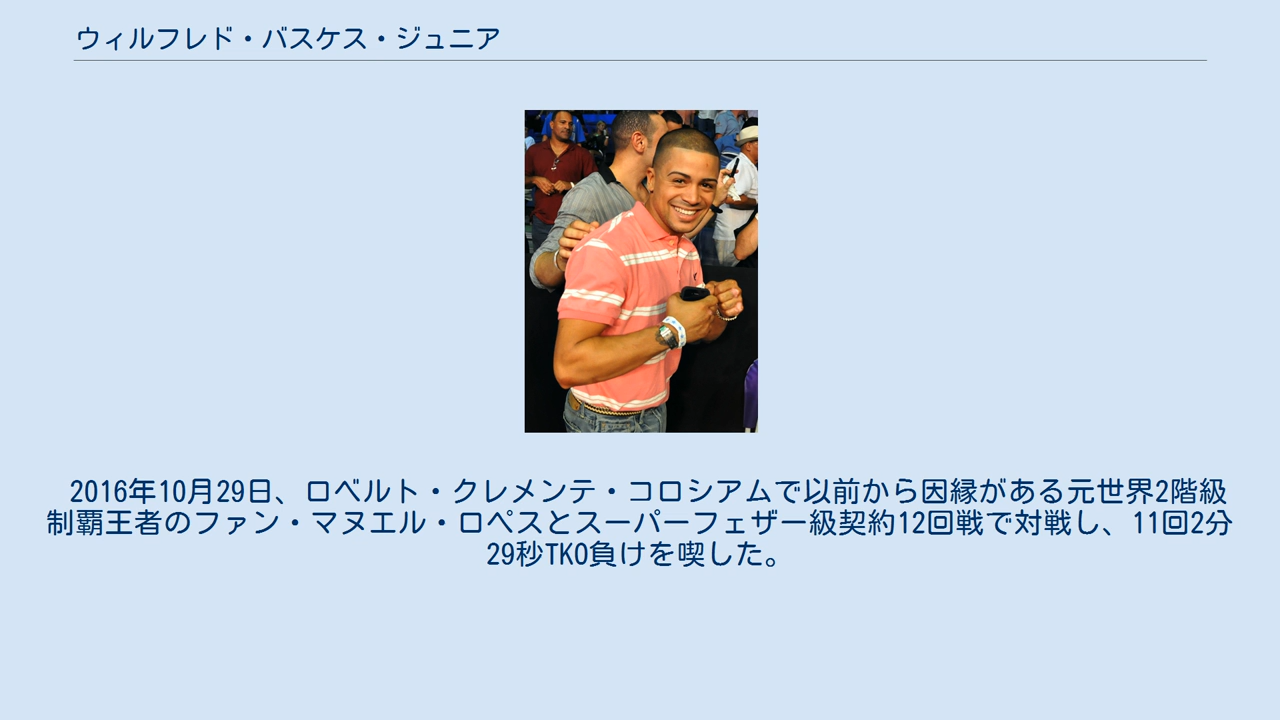 ウィルフレド・バスケス・ジュニア
2016年10月29日、ロベルト・クレメンテ・コロシアムで以前から因縁がある元世界2階級
制覇王者のファン・マヌエル・ロペスとスーパーフェザー級契約12回戦で対戦し、11回2分
29秒TKO負けを喫した。